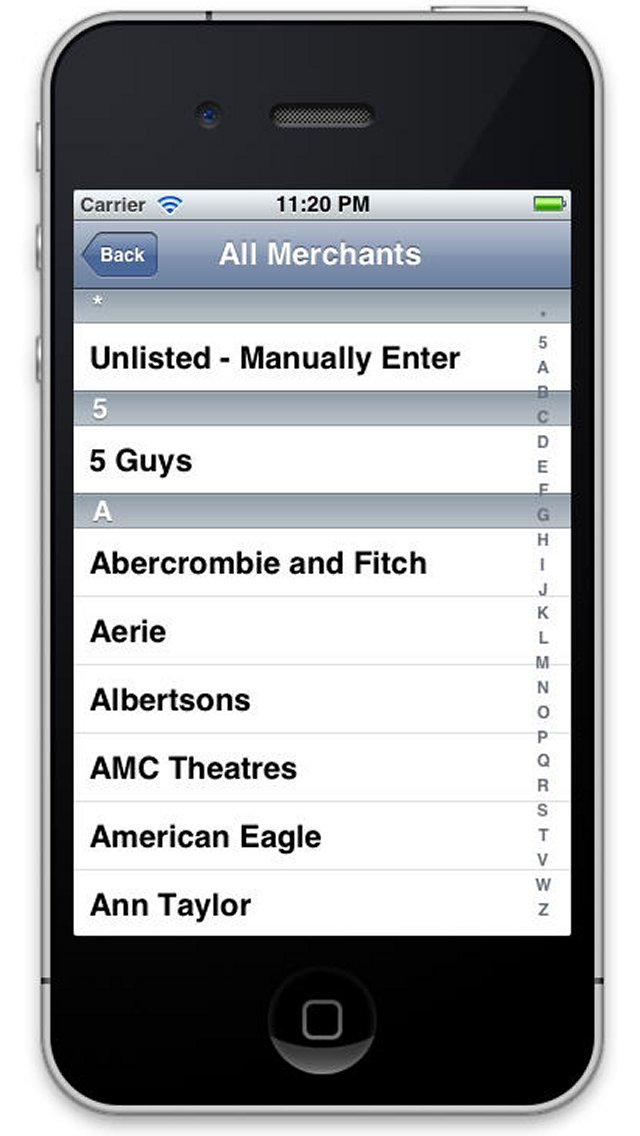 Carrier 11:20 PM
Back All Merchants
*
Unlisted - Manually Enter
5
5 Guys
A
Abercrombie and Fitch
Aerie
Albertsons
AMC Theatres
American Eagle
Ann Taylor
*
5
A
B
C
D
E
F
G
H
I
J
K
L
M
N
O
P
Q
R
S
T
V
W
Z